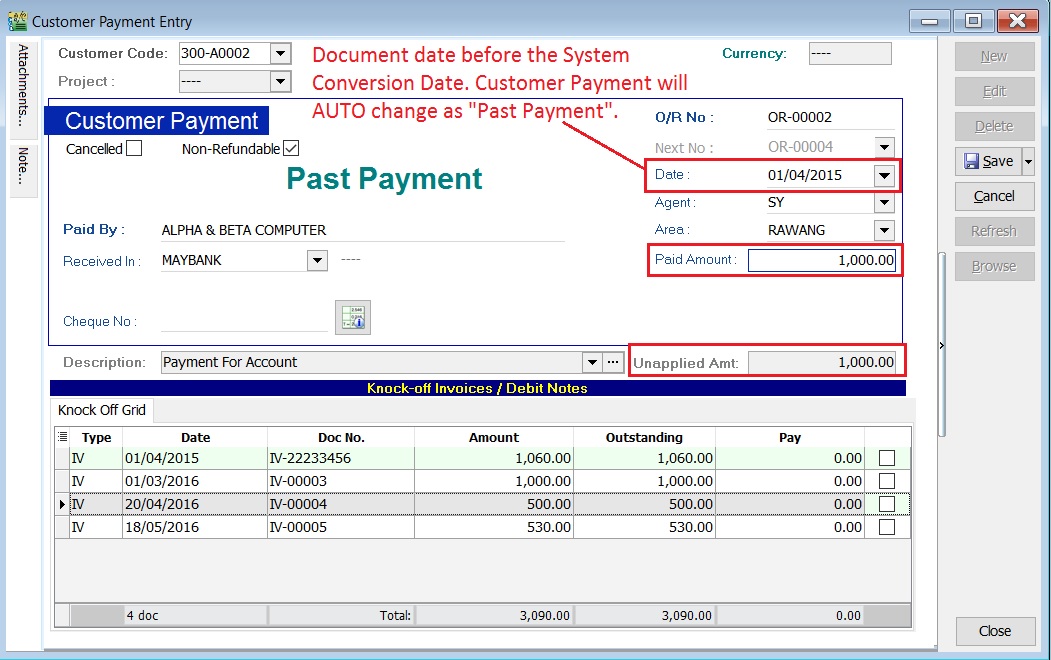 Customer Payment Entry
Attachments...
Note...
Customer Code: 300-A0002
Project : ----
Document date before the System
Conversion Date. Customer Payment will
AUTO change as "Past Payment".
Currency: ----
Customer Payment
Cancelled
Non-Refundable
Past Payment
O/R No : OR-00002
Next No : OR-00004
Date : 01/04/2015
Agent : SY
Area : RAWANG
Paid Amount : 1,000.00
Paid By : ALPHA & BETA COMPUTER
Received In : MAYBANK ----
Cheque No :
Description: Payment For Account ...
Unapplied Amt: 1,000.00
Knock-off Invoices / Debit Notes
Knock Off Grid
Type Date Doc No. Amount Outstanding Pay
IV 01/04/2015 IV-22233456 1,060.00 1,060.00 0.00
IV 01/03/2016 IV-00003 1,000.00 1,000.00 0.00
IV 20/04/2016 IV-00004 500.00 500.00 0.00
IV 18/05/2016 IV-00005 530.00 530.00 0.00
4 doc Total: 3,090.00 3,090.00 0.00
New
Edit
Delete
Save
Cancel
Refresh
Browse
Close